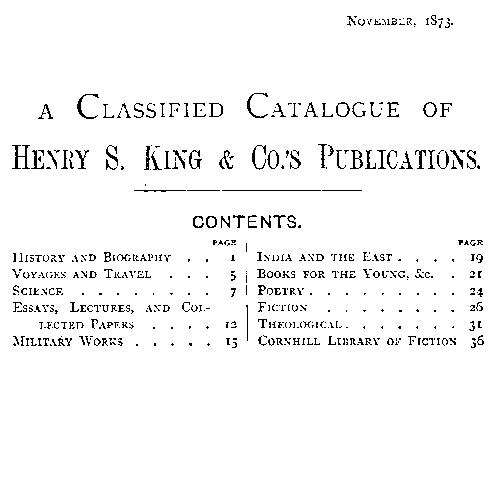 November, 1873.
A Classified Catalogue of
Henry S. King & Co.'s Publications.
CONTENTS.
PAGE
History and Biography . . 1
Voyages and Travel . . . 5
Science . . . . . . . . 7
Essays, Lectures, and Col-
lected Papers . . . . 12
Military Works . . . . . 15
PAGE
India and the East . . . . 19
Books for the Young, &c. . 21
Poetry . . . . . . . . 24
Fiction . . . . . . . . 26
Theological . . . . . . . 31
Cornhill Library of Fiction 36